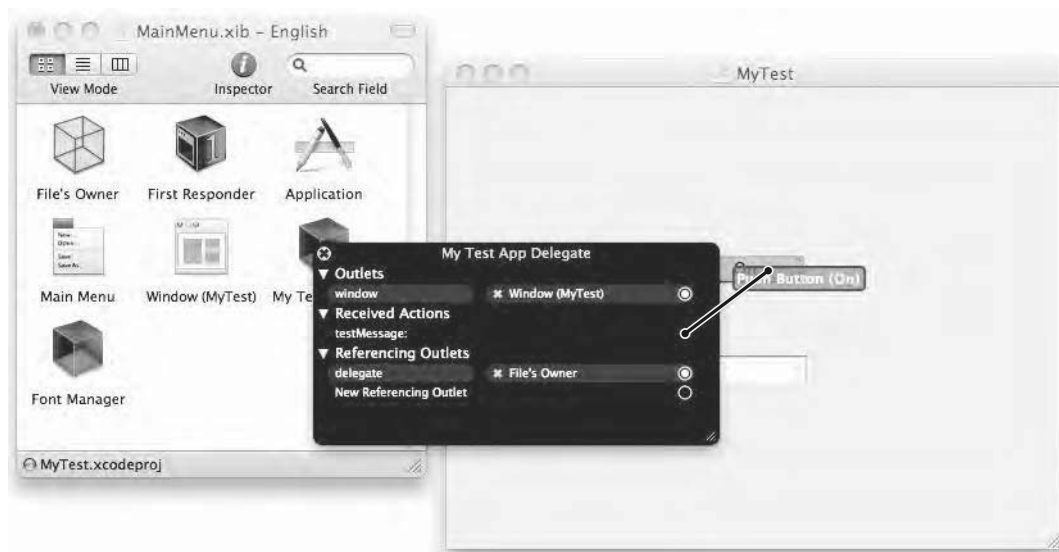 MainMenu.xib – English
View Mode
Inspector
Search Field
File's Owner
First Responder
Application
Main Menu
Window (MyTest)
My Te
Font Manager
MyTest.xcodeproj
My Test App Delegate
Outlets
window
Window (MyTest)
Received Actions
testMessage:
Referencing Outlets
delegate
File's Owner
New Referencing Outlet
MyTest
Push Button (On)